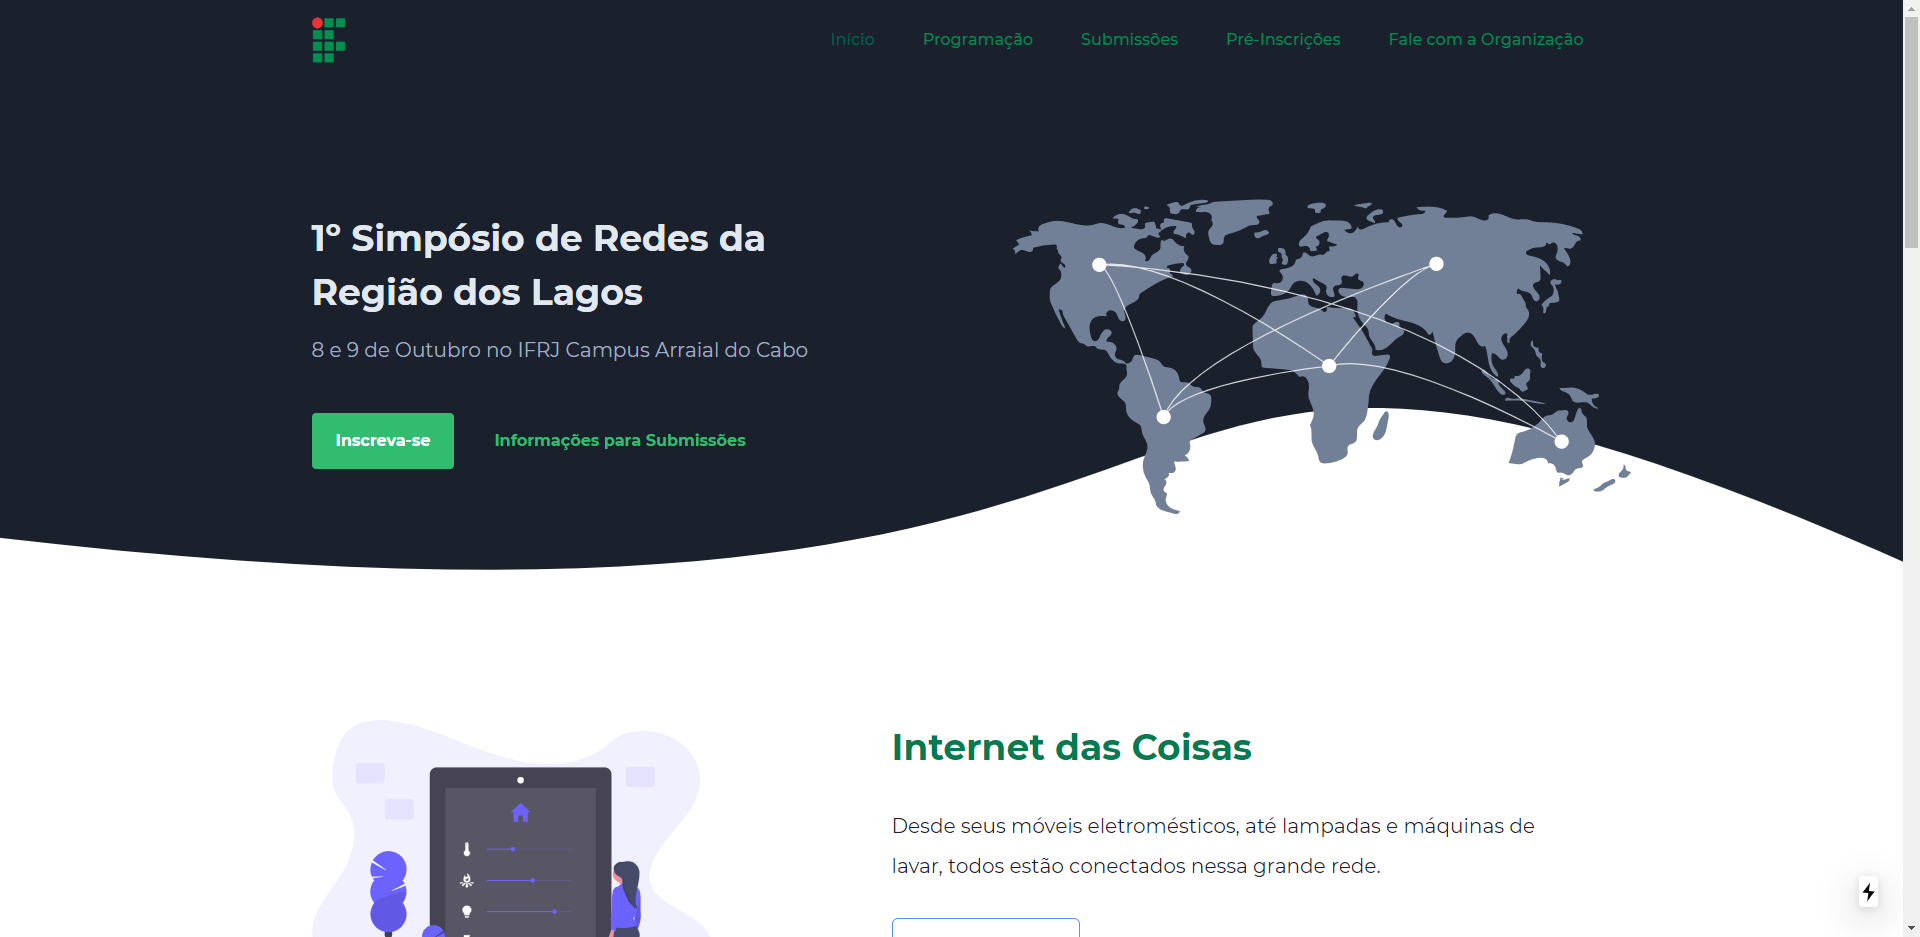 Início
Programação
Submissões
Pré-Inscrições
Fale com a Organização
1º Simpósio de Redes da
Região dos Lagos
8 e 9 de Outubro no IFRJ Campus Arraial do Cabo
Inscreva-se
Informações para Submissões
Internet das Coisas
Desde seus móveis eletromésticos, até lampadas e máquinas de
lavar, todos estão conectados nessa grande rede.